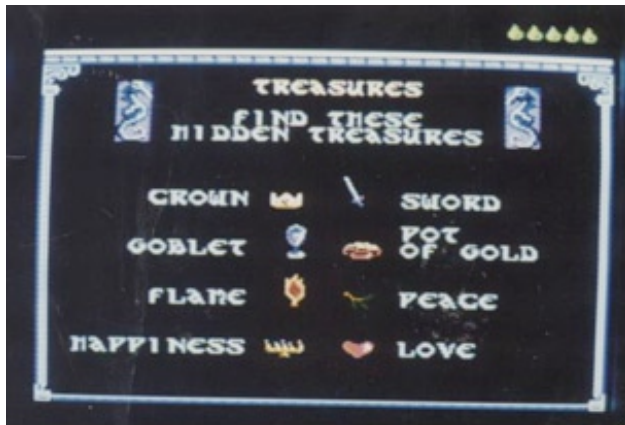 TREASURES
FIND THESE
HIDDEN TREASURES
CROWN
SWORD
GOBLET
POT
OF GOLD
FLAME
PEACE
HAPPINESS
LOVE